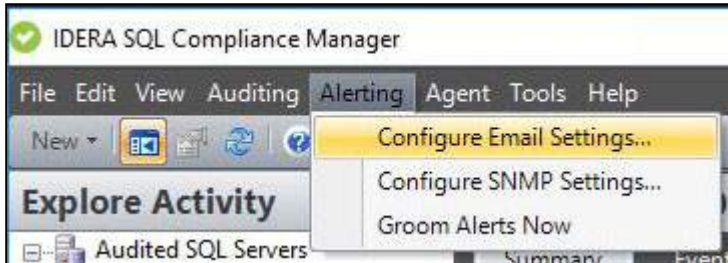 IDERA SQL Compliance Manager
File Edit View Auditing Alerting Agent Tools Help
New
Configure Email Settings...
Configure SNMP Settings...
Explore Activity
Groom Alerts Now
Audited SQL Servers